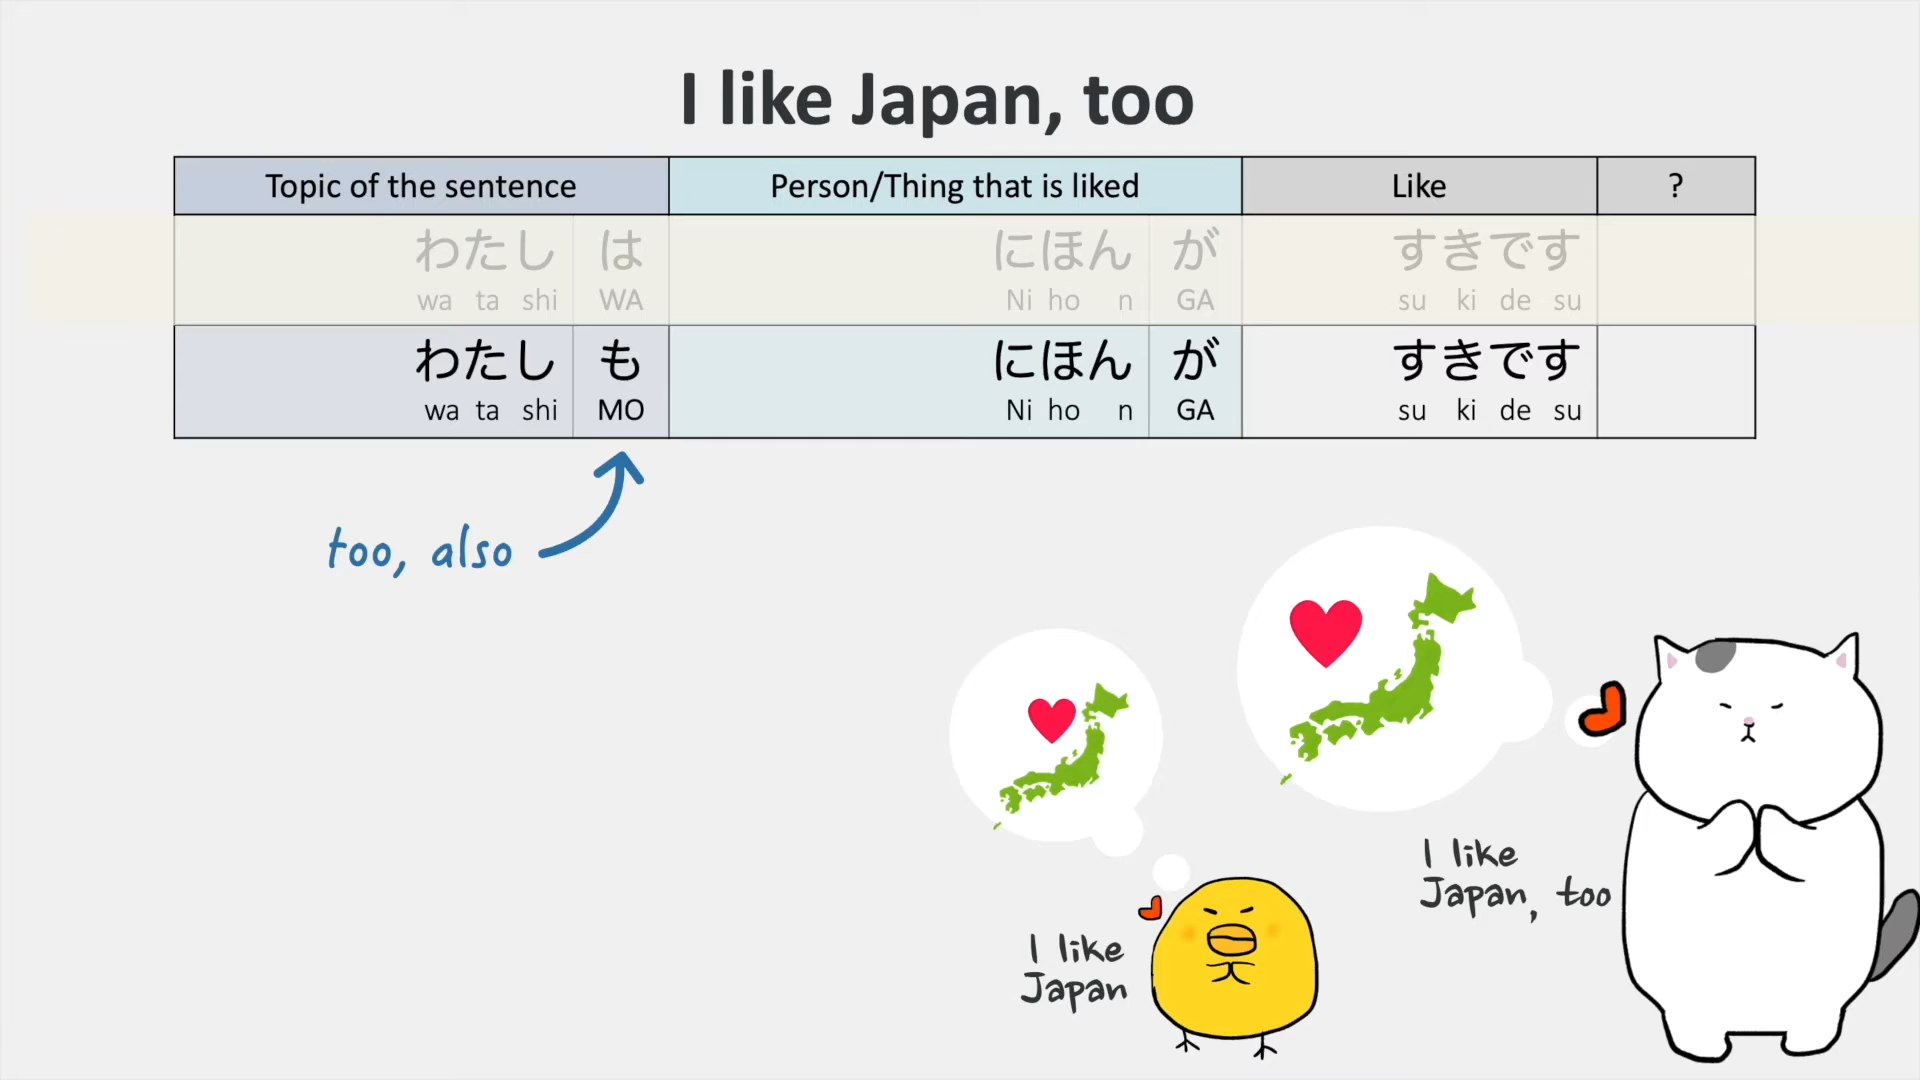 I like Japan, too
Topic of the sentence Person/Thing that is liked Like ?
わたし は にほん が すきです
wa ta shi WA Ni ho n GA su ki de su
わたし も にほん が すきです
wa ta shi MO Ni ho n GA su ki de su
too, also
I like
Japan, too
I like
Japan